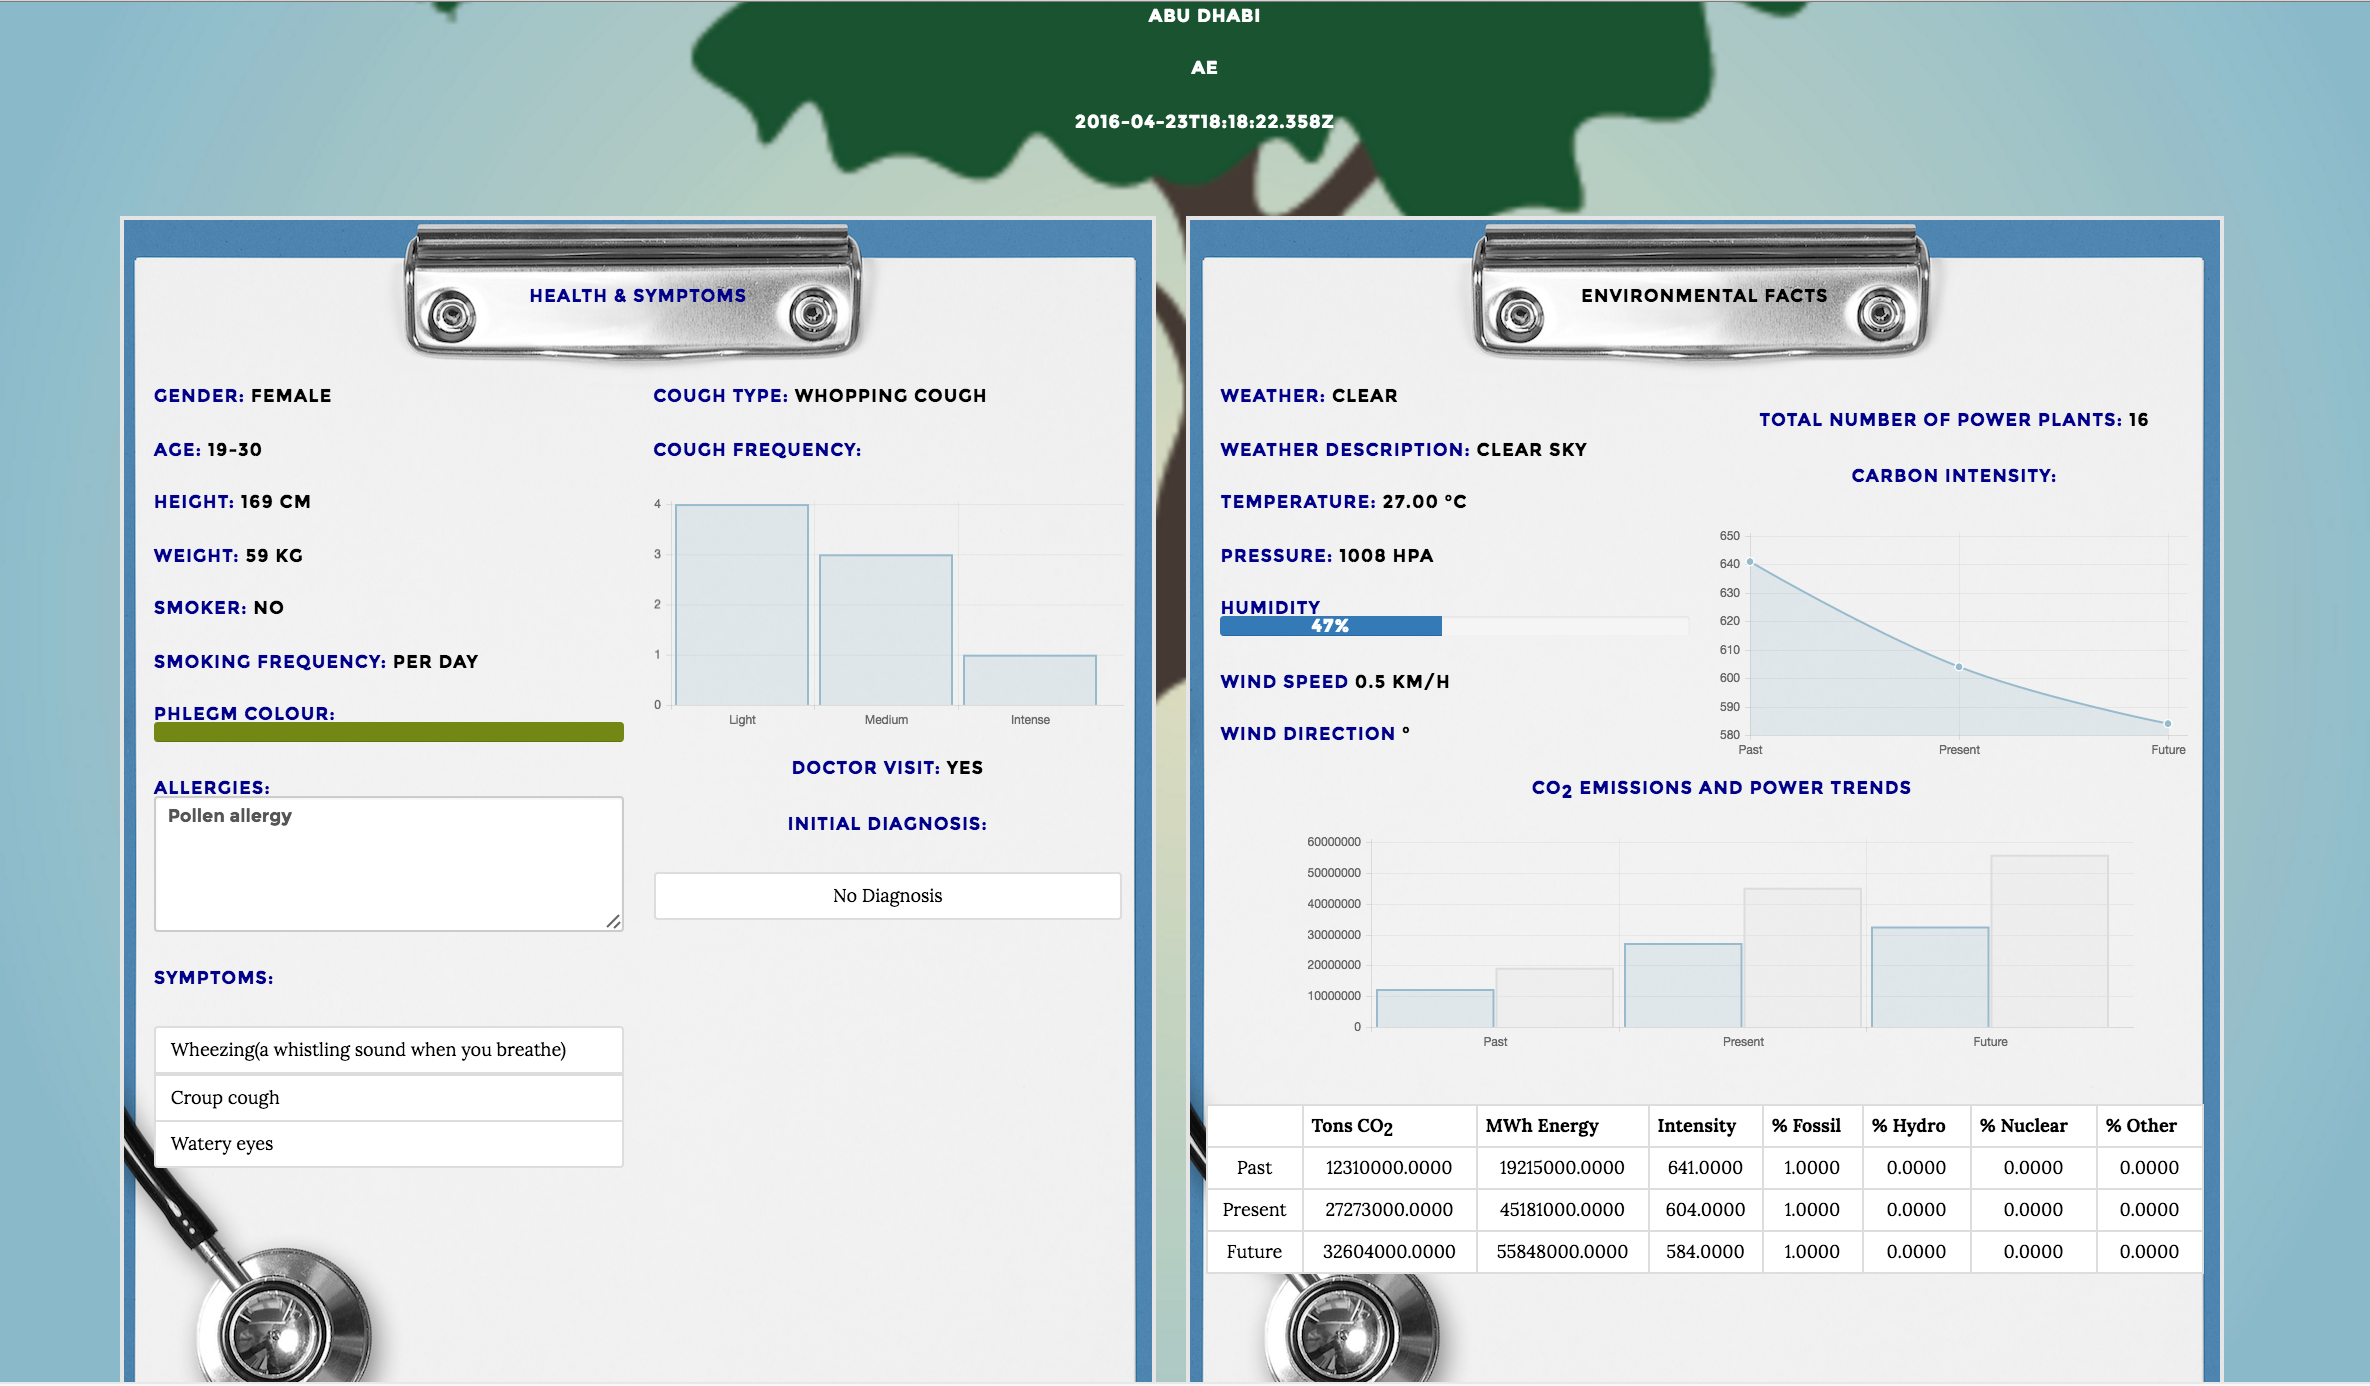 ABU DHABI
AE
2016-04-23T18:18:22.358Z
HEALTH & SYMPTOMS
GENDER: FEMALE
AGE: 19-30
HEIGHT: 169 CM
WEIGHT: 59 KG
SMOKER: NO
SMOKING FREQUENCY: PER DAY
PHLEGM COLOUR:
ALLERGIES:
Pollen allergy
SYMPTOMS:
Wheezing(a whistling sound when you breathe)
Croup cough
Watery eyes
COUGH TYPE: WHOPPING COUGH
COUGH FREQUENCY:
4
3
2
1
0
Light Medium Intense
DOCTOR VISIT: YES
INITIAL DIAGNOSIS:
No Diagnosis
ENVIRONMENTAL FACTS
WEATHER: CLEAR
WEATHER DESCRIPTION: CLEAR SKY
TEMPERATURE: 27.00 °C
PRESSURE: 1008 HPA
HUMIDITY
47%
WIND SPEED 0.5 KM/H
WIND DIRECTION °
TOTAL NUMBER OF POWER PLANTS: 16
CARBON INTENSITY:
650
640
630
620
610
600
590
580
Past Present Future
CO2 EMISSIONS AND POWER TRENDS
60000000
50000000
40000000
30000000
20000000
10000000
0
Past Present Future
Tons CO2 MWh Energy Intensity % Fossil % Hydro % Nuclear % Other
Past 12310000.0000 19215000.0000 641.0000 1.0000 0.0000 0.0000 0.0000
Present 27273000.0000 45181000.0000 604.0000 1.0000 0.0000 0.0000 0.0000
Future 32604000.0000 55848000.0000 584.0000 1.0000 0.0000 0.0000 0.0000